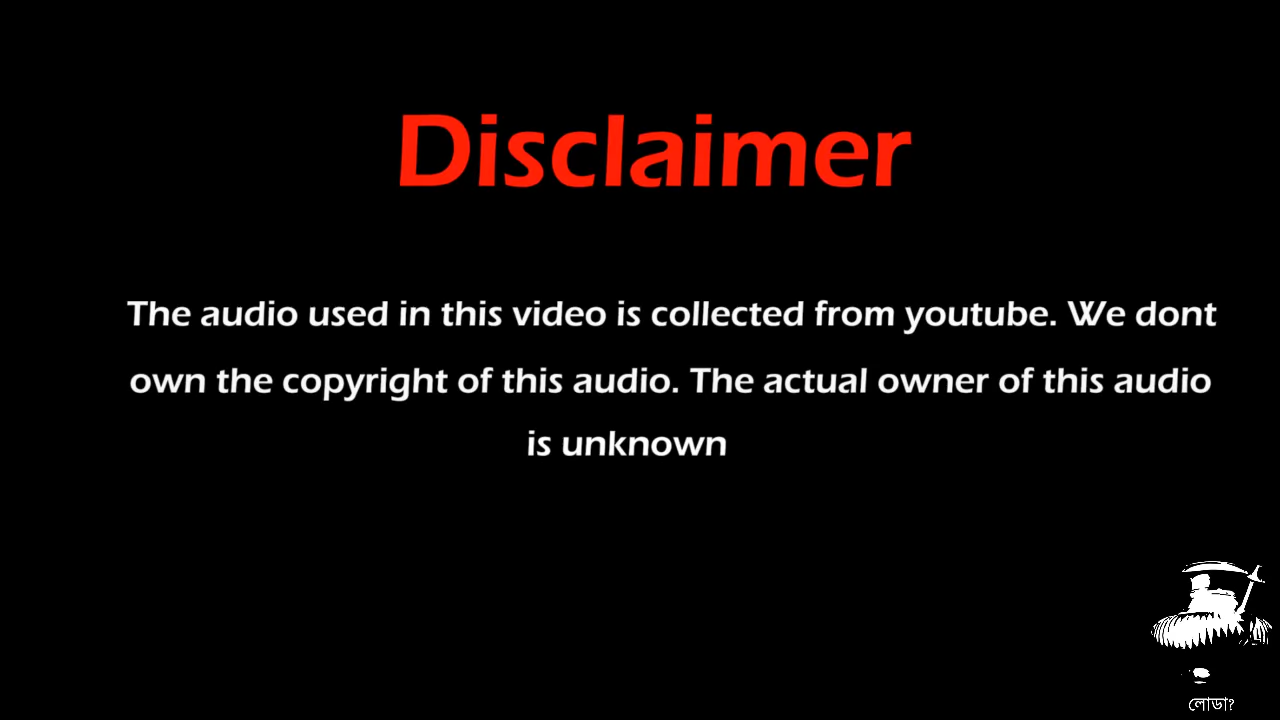 Disclaimer
The audio used in this video is collected from youtube. We dont
own the copyright of this audio. The actual owner of this audio
is unknown
লোডা?